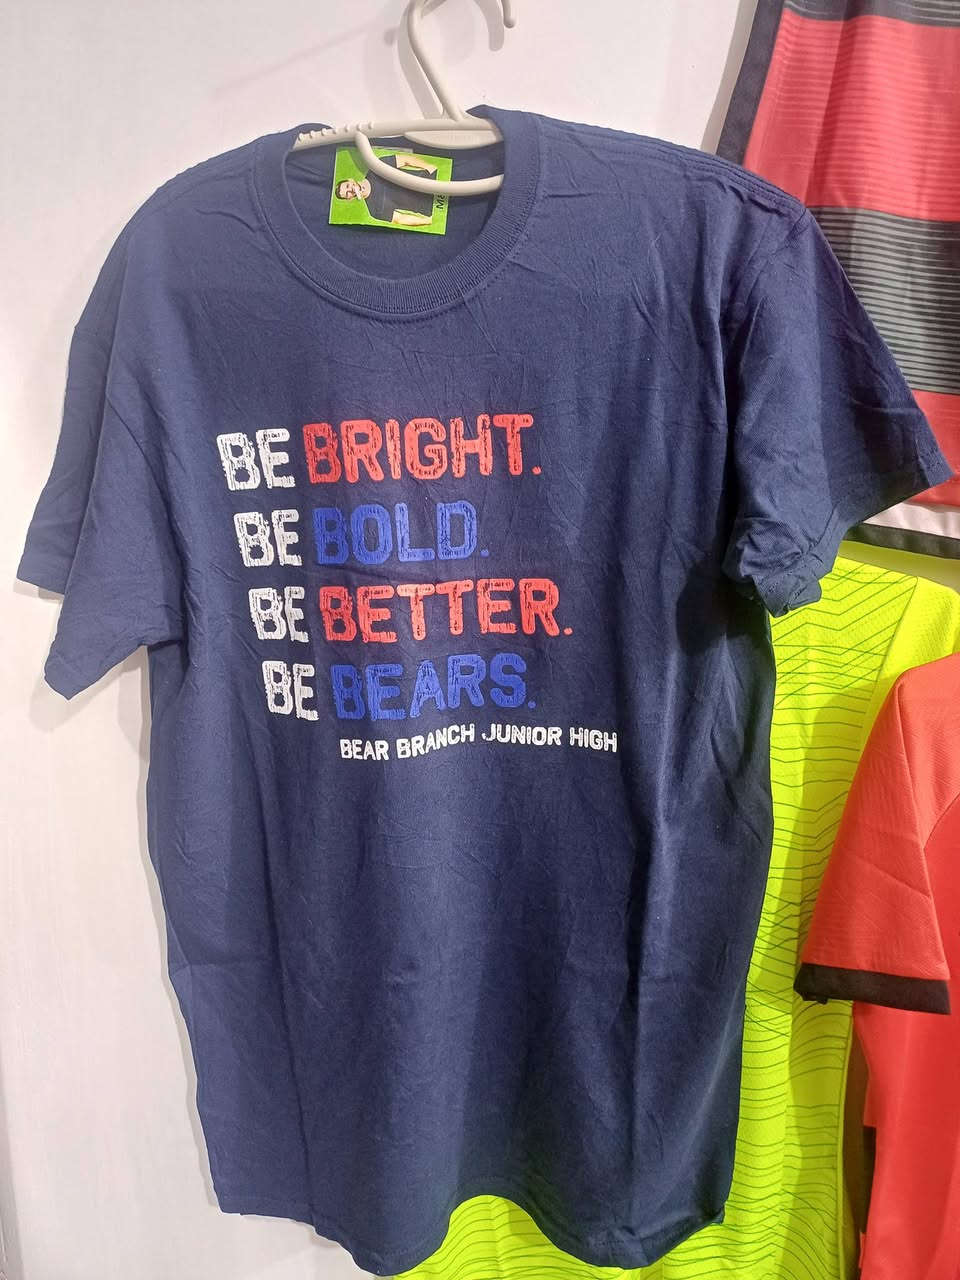 BE BRIGHT.
BE BOLD.
BE BETTER.
BE BEARS.
BEAR BRANCH JUNIOR HIGH